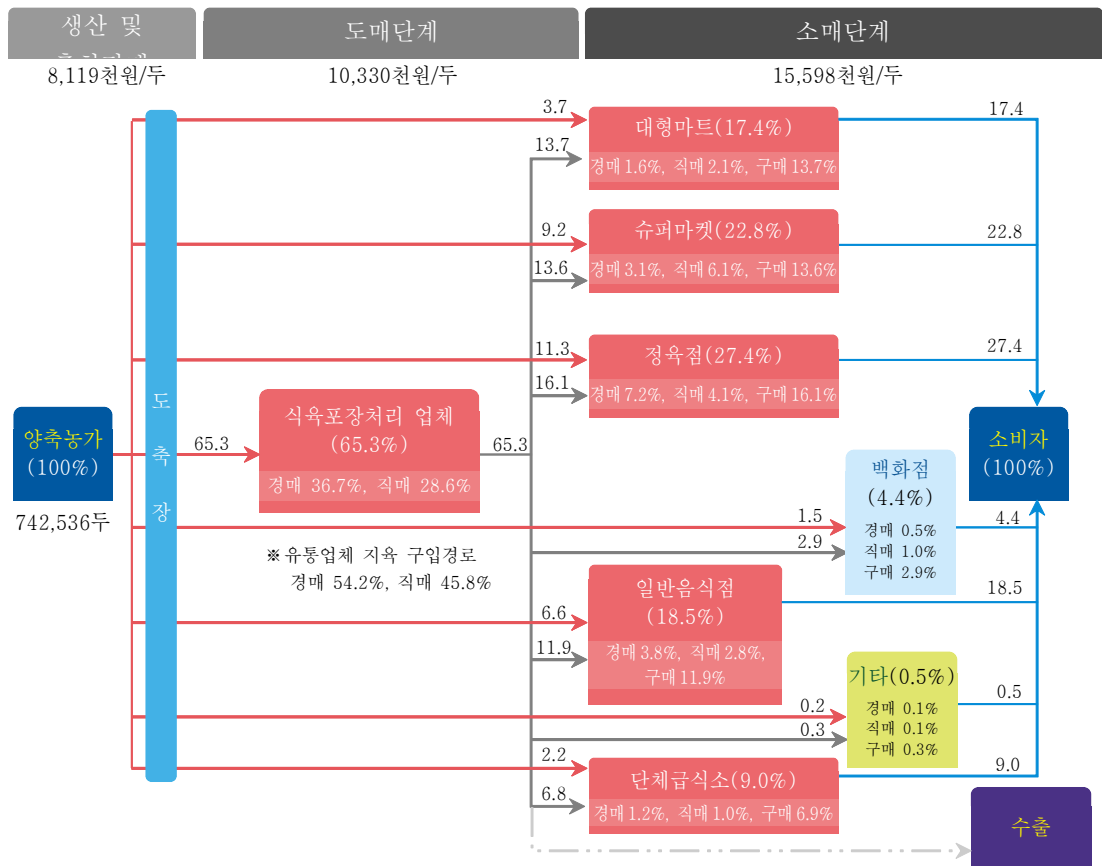 생산 및
도매단계
소매단계
8,119천원/두
10,330천원/두
15,598천원/두
3.7
대형마트(17.4%)
17.4
13.7
경매 1.6%, 직매 2.1%, 구매 13.7%
9.2
슈퍼마켓(22.8%)
22.8
13.6
경매 3.1%, 직매 6.1%, 구매 13.6%
11.3
정육점(27.4%)
27.4
16.1
경매 7.2%, 직매 4.1%, 구매 16.1%
도축장
양축농가
(100%)
742,536두
65.3
식육포장처리 업체
(65.3%)
경매 36.7%, 직매 28.6%
65.3
소비자
(100%)
※유통업체 지육 구입경로
경매 54.2%, 직매 45.8%
1.5
2.9
백화점
(4.4%)
경매 0.5%
직매 1.0%
구매 2.9%
4.4
6.6
11.9
일반음식점
(18.5%)
경매 3.8%, 직매 2.8%,
구매 11.9%
18.5
0.2
0.3
기타(0.5%)
경매 0.1%
직매 0.1%
구매 0.3%
0.5
2.2
6.8
단체급식소(9.0%)
경매 1.2%, 직매 1.0%, 구매 6.9%
9.0
수출